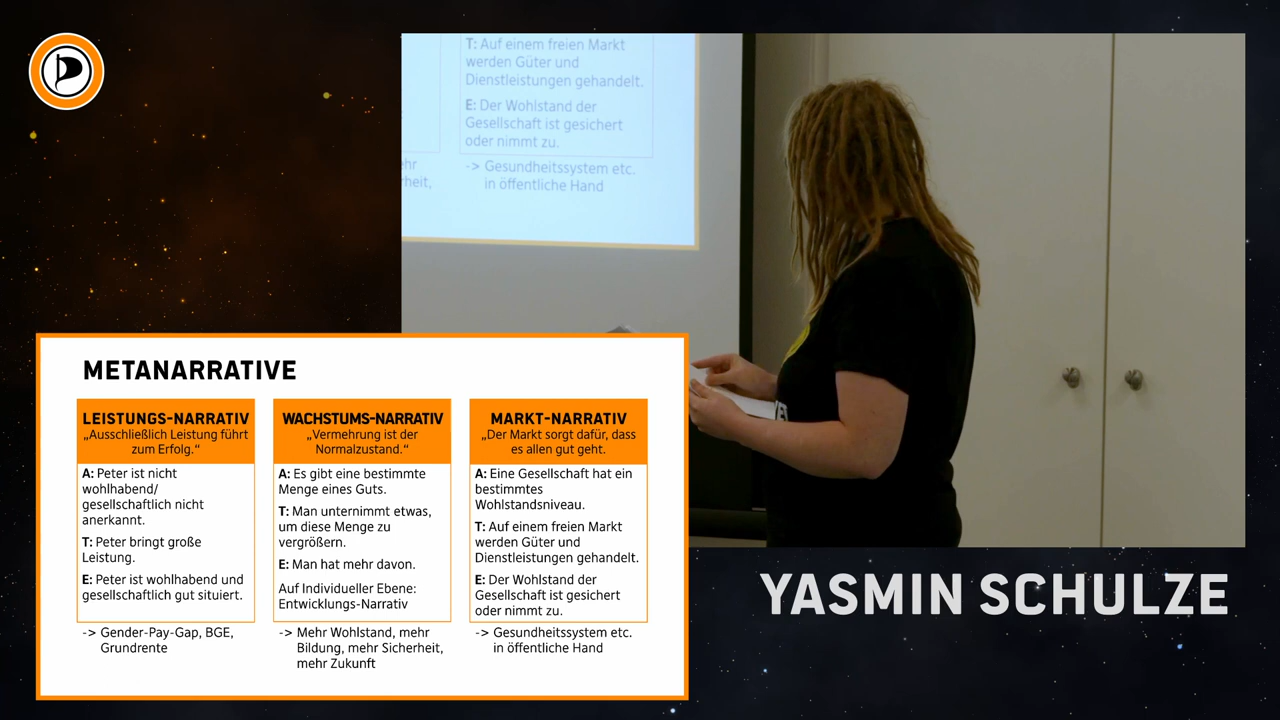 T: Auf einem freien Markt
werden Güter und
Dienstleistungen gehandelt.
E: Der Wohlstand der
Gesellschaft ist gesichert
oder nimmt zu.
-> Gesundheitssystem etc.
in öffentliche Hand
METANARRATIVE
LEISTUNGS-NARRATIV
„Ausschließlich Leistung führt
zum Erfolg.“
A: Peter ist nicht
wohlhabend/
gesellschaftlich nicht
anerkannt.
T: Peter bringt große
Leistung.
E: Peter ist wohlhabend und
gesellschaftlich gut situiert.
-> Gender-Pay-Gap, BGE,
Grundrente
WACHSTUMS-NARRATIV
„Vermehrung ist der
Normalzustand.“
A: Es gibt eine bestimmte
Menge eines Guts.
T: Man unternimmt etwas,
um diese Menge zu
vergrößern.
E: Man hat mehr davon.
Auf Individueller Ebene:
Entwicklungs-Narrativ
-> Mehr Wohlstand, mehr
Bildung, mehr Sicherheit,
mehr Zukunft
MARKT-NARRATIV
„Der Markt sorgt dafür, dass
es allen gut geht.
A: Eine Gesellschaft hat ein
bestimmtes
Wohlstandsniveau.
T: Auf einem freien Markt
werden Güter und
Dienstleistungen gehandelt.
E: Der Wohlstand der
Gesellschaft ist gesichert
oder nimmt zu.
-> Gesundheitssystem etc.
in öffentliche Hand
YASMIN SCHULZE